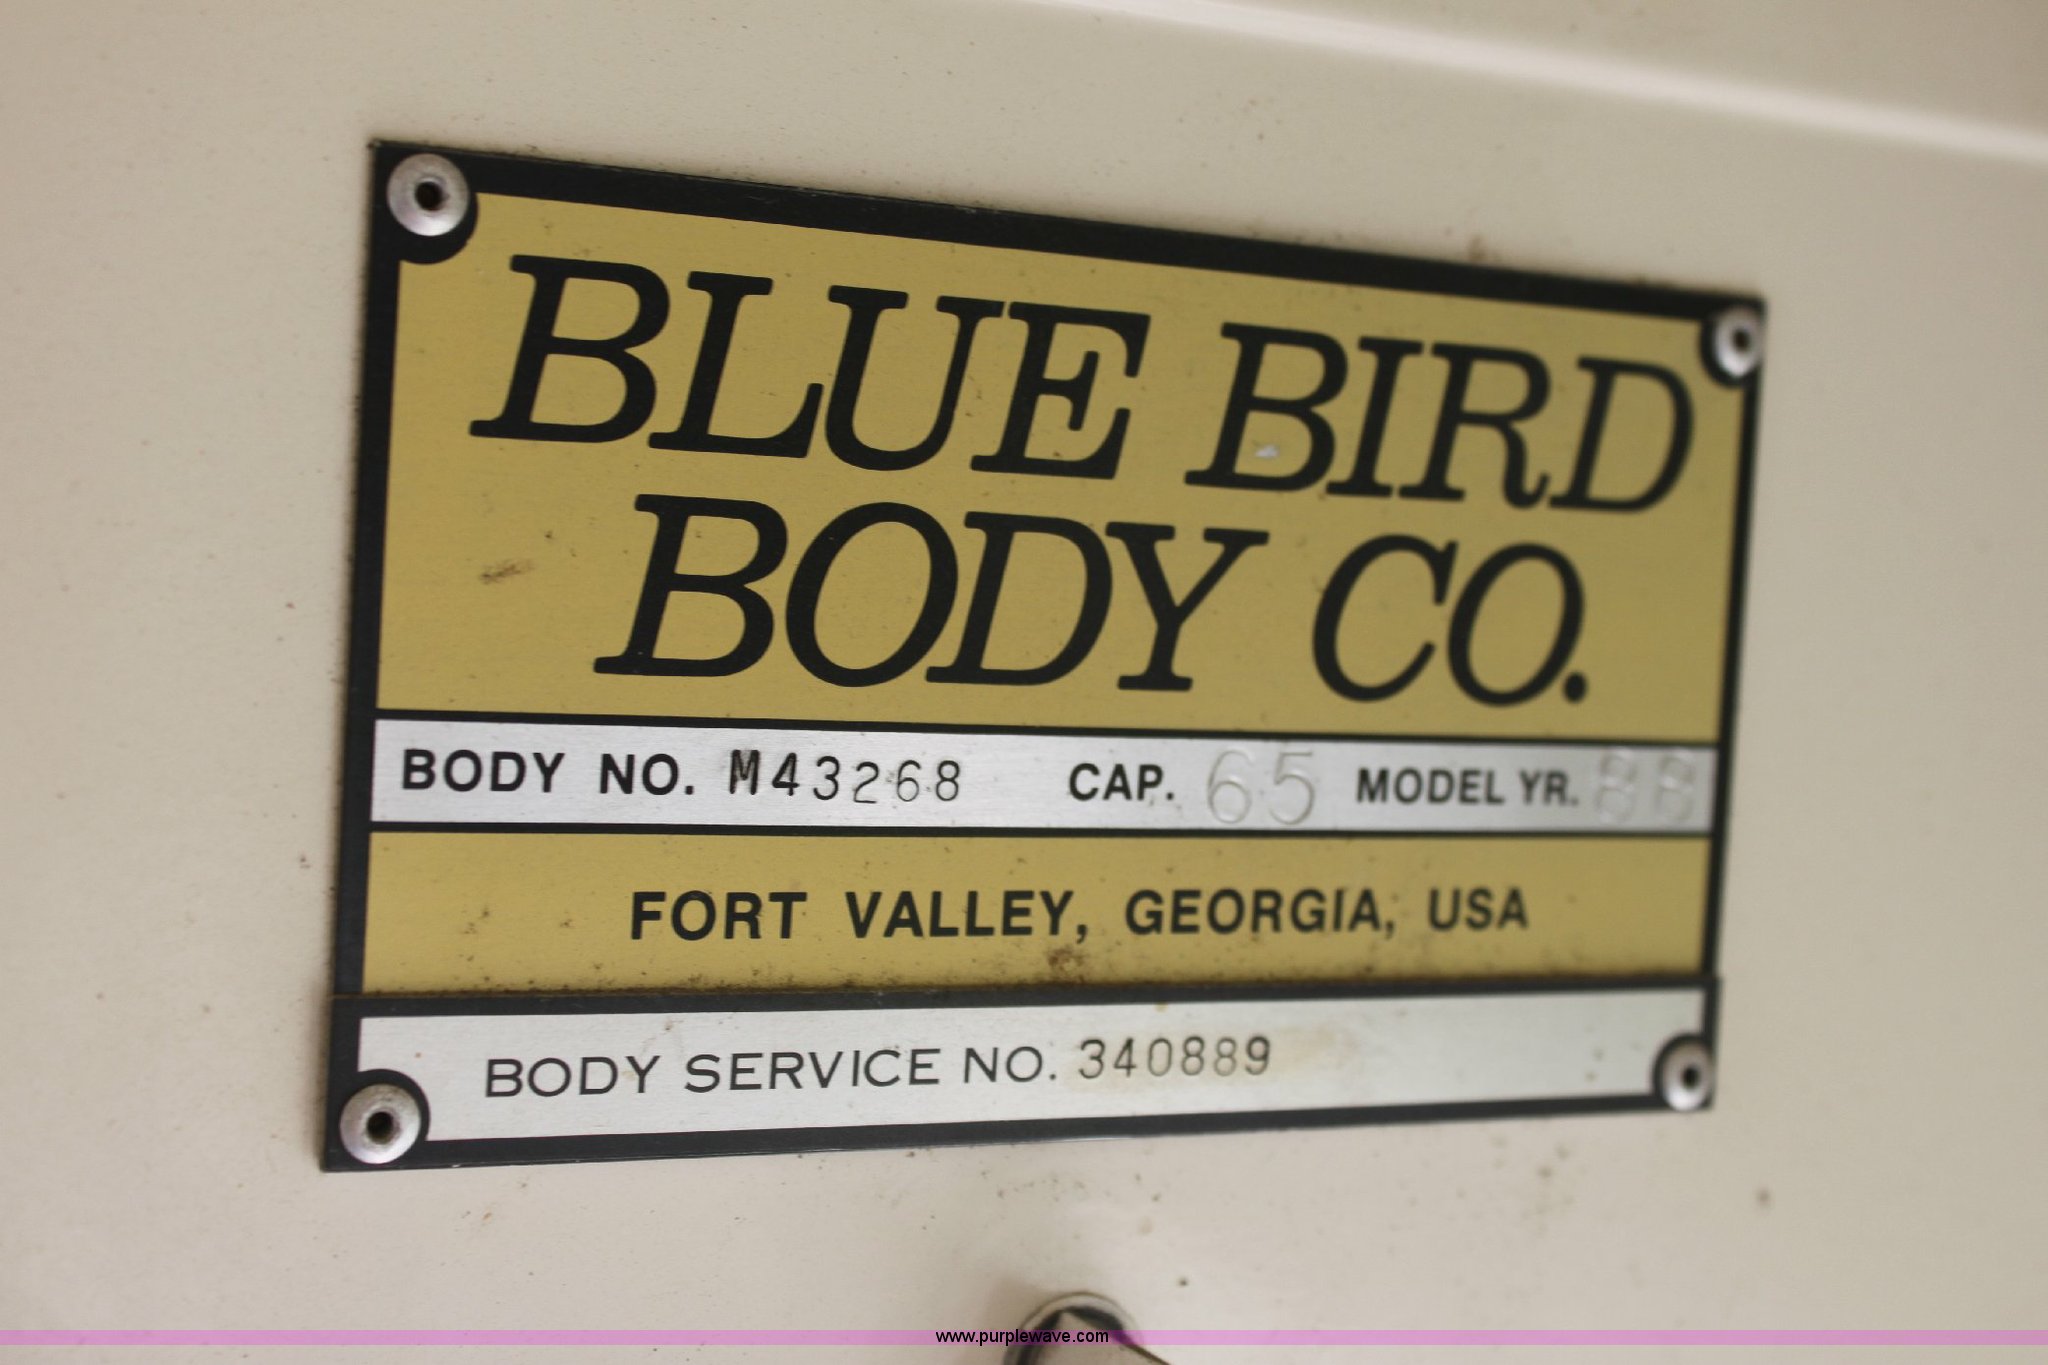 BLUE BIRD
BODY CO.
BODY NO. M43268 CAP. 65 MODEL YR. 88
FORT VALLEY, GEORGIA, USA
BODY SERVICE NO. 340889
www.purplewave.com